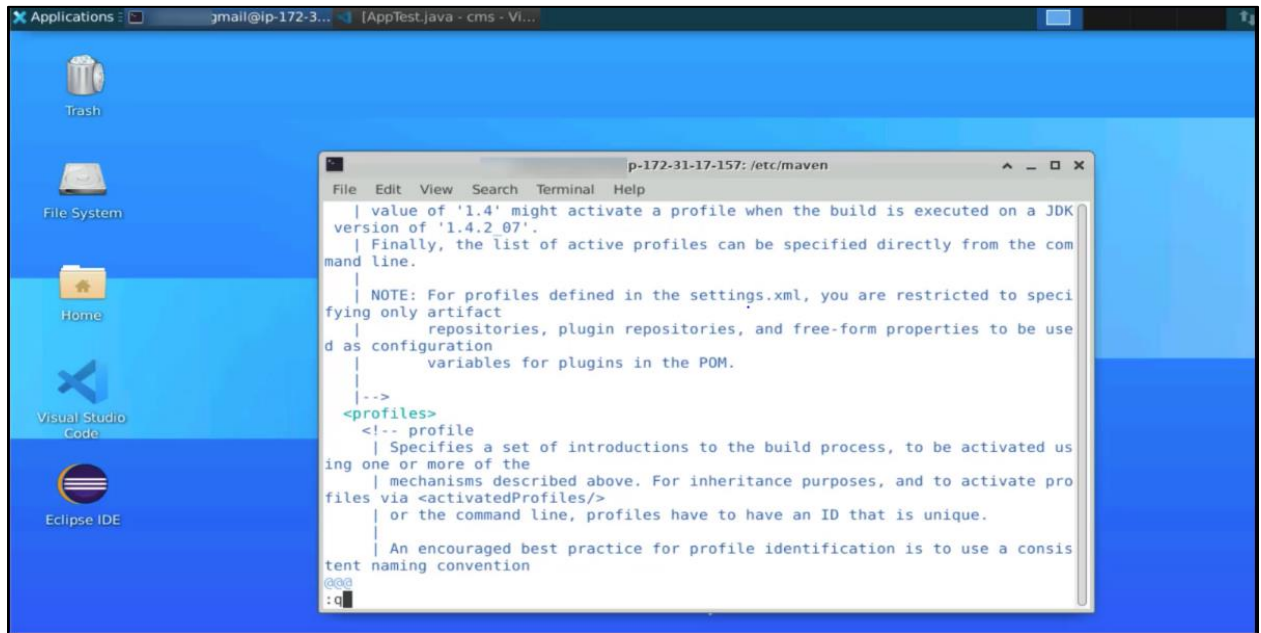 Applications
gmail@ip-172-3...
[AppTest.java - cms - Vi...
Trash
File System
Home
Visual Studio
Code
Eclipse IDE
p-172-31-17-157: /etc/maven
File Edit View Search Terminal Help
| value of '1.4' might activate a profile when the build is executed on a JDK
version of '1.4.2_07'.
| Finally, the list of active profiles can be specified directly from the com
mand line.
|
| NOTE: For profiles defined in the settings.xml, you are restricted to speci
fying only artifact
| repositories, plugin repositories, and free-form properties to be use
d as configuration
| variables for plugins in the POM.
|
|-->
<profiles>
<!-- profile
| Specifies a set of introductions to the build process, to be activated us
ing one or more of the
| mechanisms described above. For inheritance purposes, and to activate pro
files via <activatedProfiles/>
| or the command line, profiles have to have an ID that is unique.
|
| An encouraged best practice for profile identification is to use a consis
tent naming convention
@@@
:q